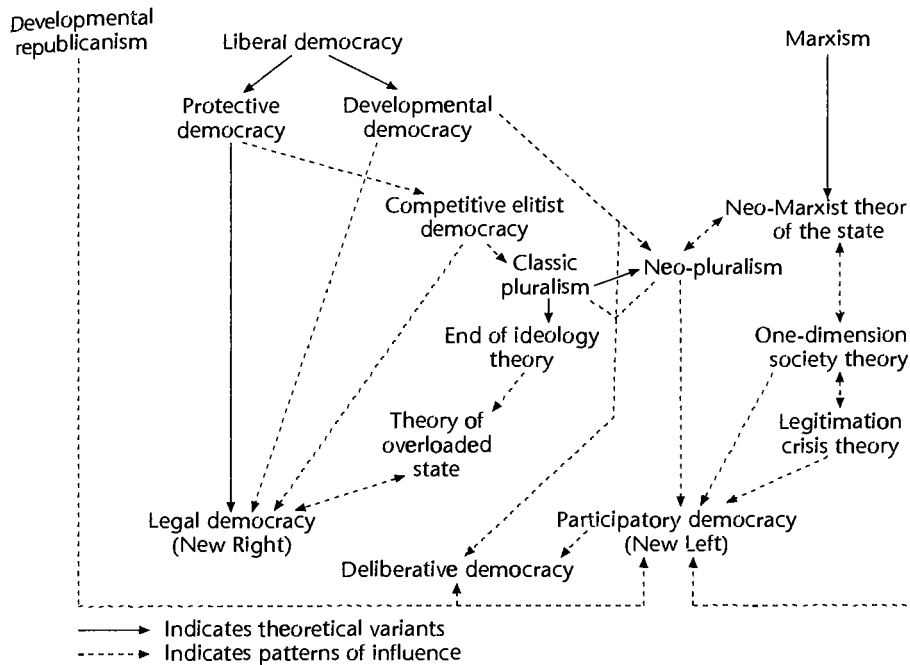 Developmental
republicanism
Liberal democracy
Marxism
Protective
democracy
Developmental
democracy
Competitive elitist
democracy
Neo-Marxist theor
of the state
Classic
pluralism
Neo-pluralism
End of ideology
theory
One-dimension
society theory
Theory of
overloaded
state
Legitimation
crisis theory
Legal democracy
(New Right)
Participatory democracy
(New Left)
Deliberative democracy
Indicates theoretical variants
Indicates patterns of influence